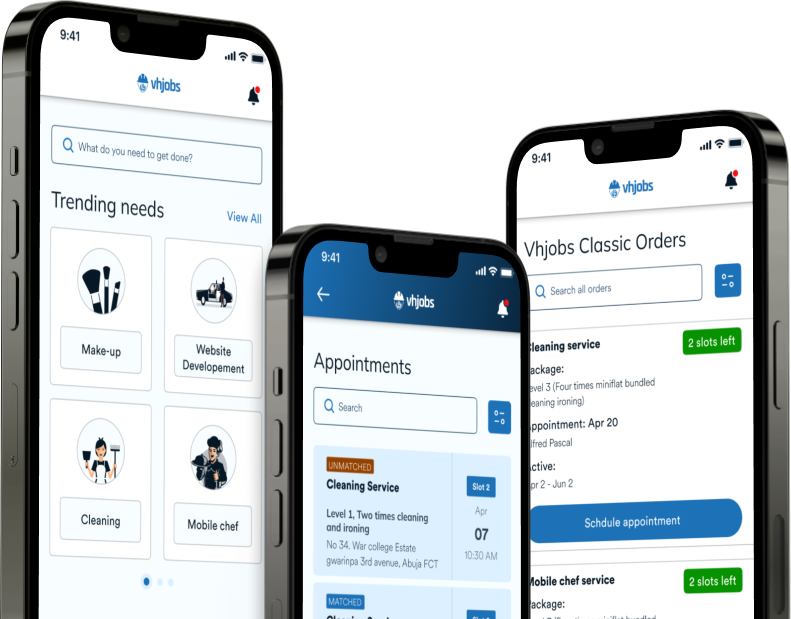 9:41
vhjobs
What do you need to get done?
Trending needs
View All
Make-up
Website
Developement
Cleaning
Mobile chef
9:41
vhjobs
Appointments
Search
UNMATCHED
Cleaning Service
Level 1, Two times cleaning
and ironing
No 34, War college Estate
gwarinpa 3rd avenue, Abuja FCT
Slot 2
Apr
07
10:30 AM
MATCHED
9:41
vhjobs
Vhjobs Classic Orders
Search all orders
Cleaning service
2 slots left
ackage:
evel 3 (Four times miniflat bundled
eaning ironing)
ppointment: Apr 20
lfred Pascal
ctive:
pr 2 - Jun 2
Schdule appointment
Mobile chef service
2 slots left
Package: